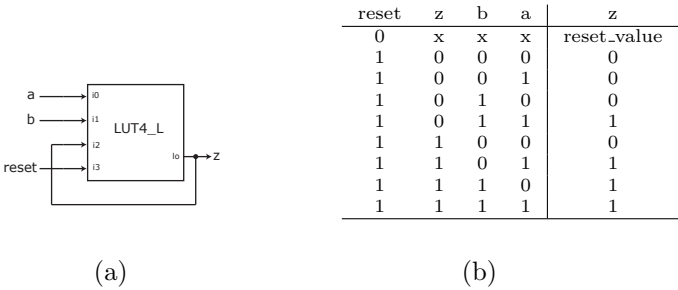 a
b
reset
i0
i1
i2
i3
LUT4_L
lo
z
(a)
reset z b a z
0 x x x reset_value
1 0 0 0 0
1 0 0 1 0
1 0 1 0 0
1 0 1 1 1
1 1 0 0 0
1 1 0 1 1
1 1 1 0 1
1 1 1 1 1
(b)